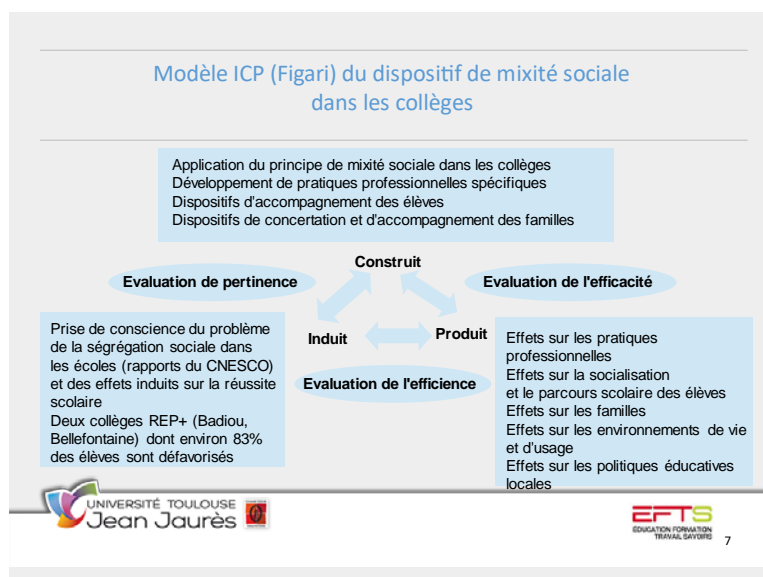 Modèle ICP (Figari) du dispositif de mixité sociale
dans les collèges
Application du principe de mixité sociale dans les collèges
Développement de pratiques professionnelles spécifiques
Dispositifs d'accompagnement des élèves
Dispositifs de concertation et d'accompagnement des familles
Construit
Evaluation de pertinence
Evaluation de l'efficacité
Induit
Produit
Evaluation de l'efficience
Prise de conscience du problème
de la ségrégation sociale dans
les écoles (rapports du CNESCO)
et des effets induits sur la réussite
scolaire
Deux collèges REP+ (Badiou,
Bellefontaine) dont environ 83%
des élèves sont défavorisés
Effets sur les pratiques
professionnelles
Effets sur la socialisation
et le parcours scolaire des élèves
Effets sur les familles
Effets sur les environnements de vie
et d'usage
Effets sur les politiques éducatives
locales
UNIVERSITÉ TOULOUSE
Jean Jaurès
EFTS
EDUCATION FORMATION
TRAVAIL SAVOIRS
7